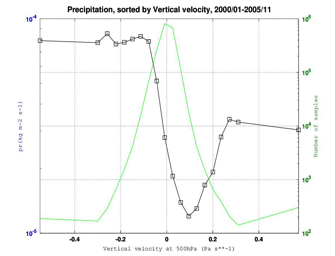 Precipitation, sorted by Vertical velocity, 2000/01-2005/11
10^-4
10^-5
pr(kg m-2 s-1)
10^6
10^5
10^4
10^3
10^2
Number of samples
-0.4 -0.2 0 0.2 0.4
Vertical velocity at 500hPa (Pa s**-1)